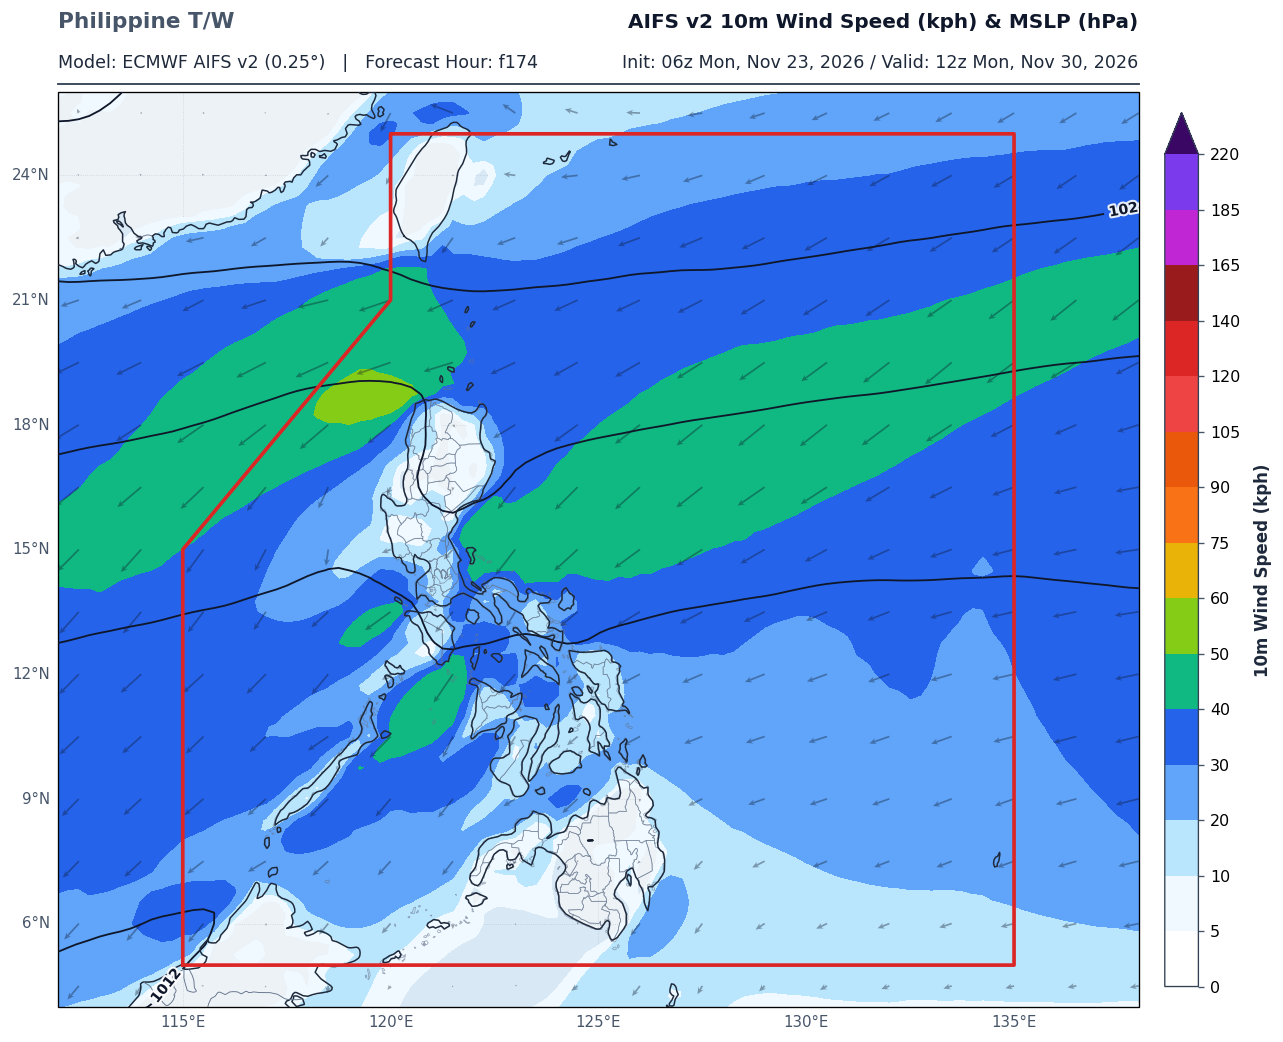 Philippine T/W
AIFS v2 10m Wind Speed (kph) & MSLP (hPa)
Model: ECMWF AIFS v2 (0.25°) | Forecast Hour: f174
Init: 06z Mon, Nov 23, 2026 / Valid: 12z Mon, Nov 30, 2026
24°N
21°N
18°N
15°N
12°N
9°N
6°N
115°E
120°E
125°E
130°E
135°E
102
1012
220
185
165
140
120
105
90
75
60
50
40
30
20
10
5
0
10m Wind Speed (kph)